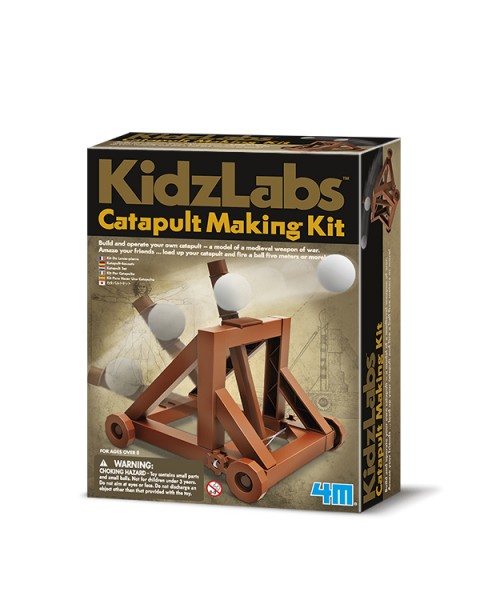 KidzLabs™
Catapult Making Kit
Build and operate your own catapult – a model of a medieval weapon of war.
Amaze your friends ... load up your catapult and fire a ball five meters or more!
Catapult Set
FOR AGES OVER 8
WARNING:
CHOKING HAZARD - Toy contains small parts
and small balls. Not for children under 3 years.
Do not aim at eyes or face. Do not discharge an
object other than that provided with the toy.
4M
KidzLabs
Catapult Making Kit